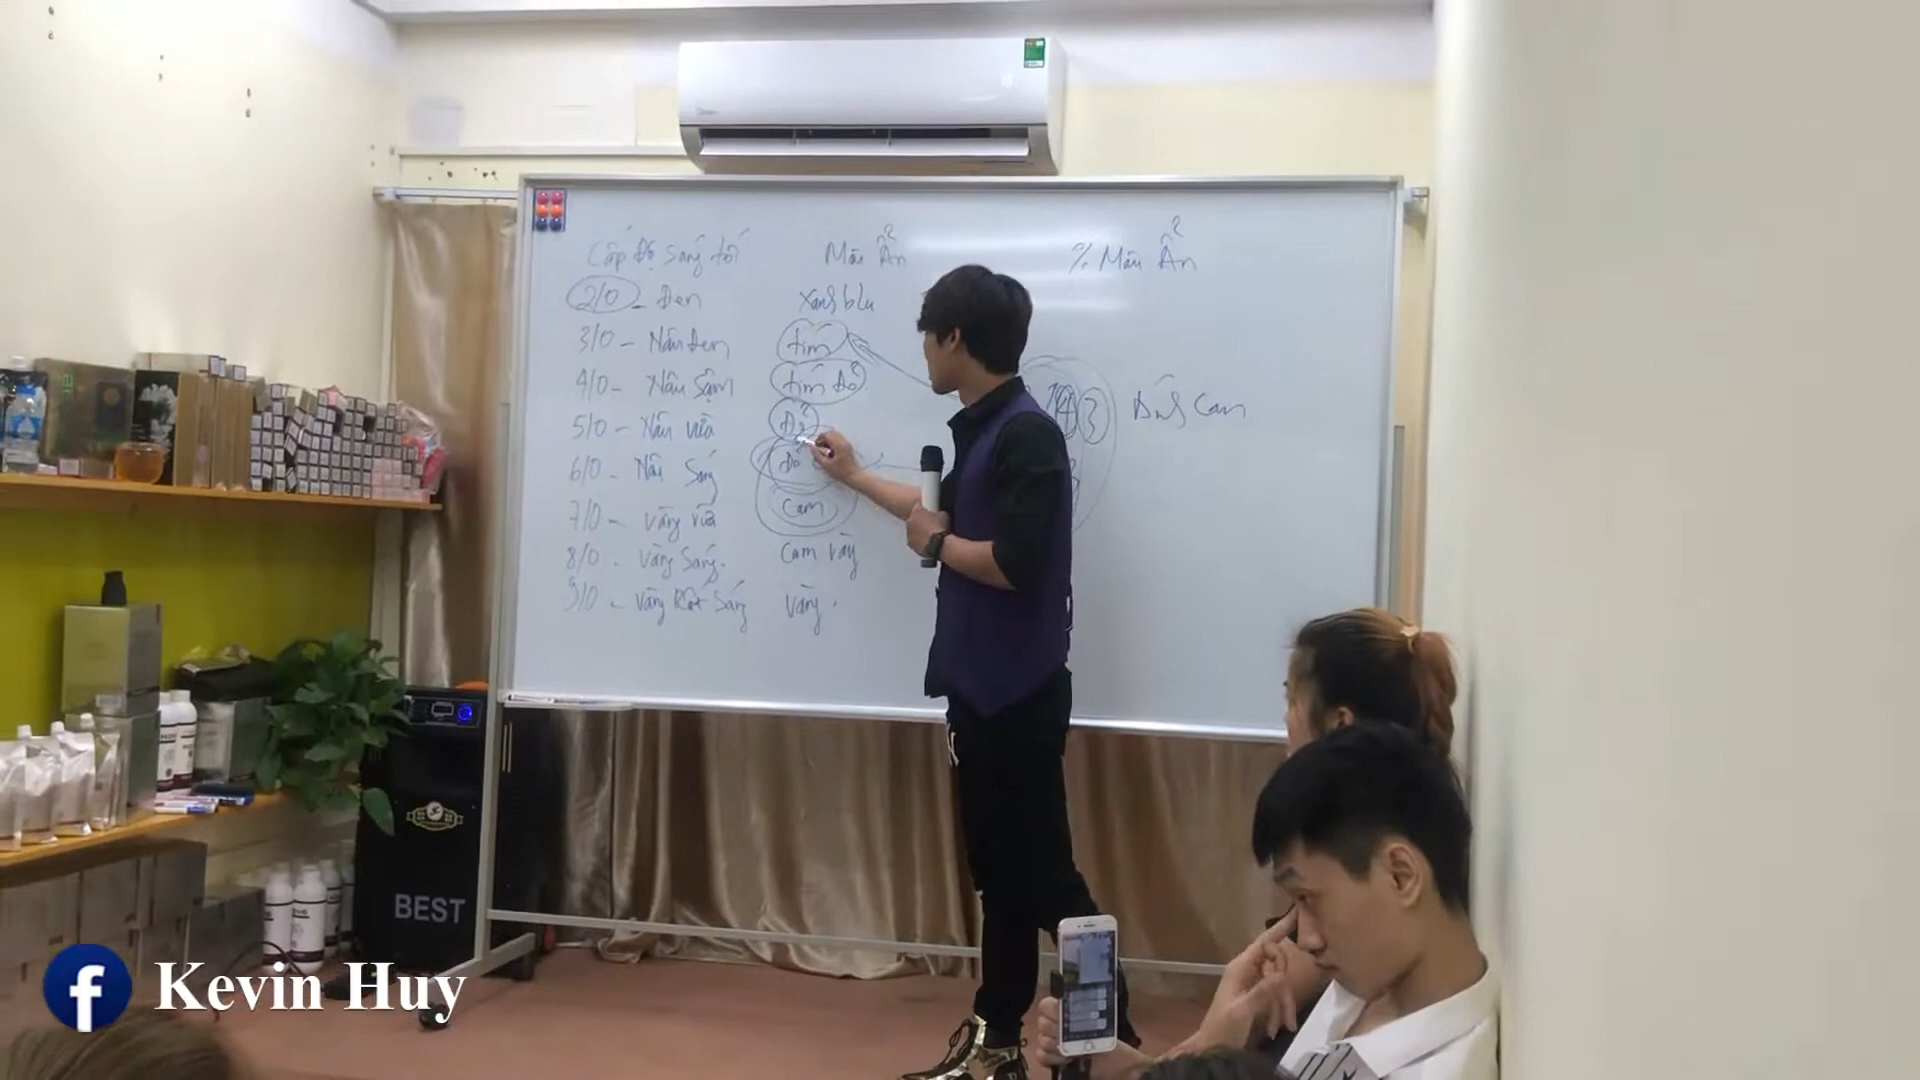 Cấp Độ Sáng tối
Màu Ẩn
% Màu Ẩn
2/0 - Đen
Xanh blu
3/0 - Nâu Đen
tím
4/0 - Nâu Sậm
tím Đỏ
43
Ánh Cam
5/0 - Nâu vừa
Đỏ
6/0 - Nâu Sáng
Đỏ
7/0 - Vàng vừa
Cam
8/0 - Vàng Sáng.
Cam Vàng
9/0 - Vàng Rất Sáng
Vàng.
BEST
f Kevin Huy